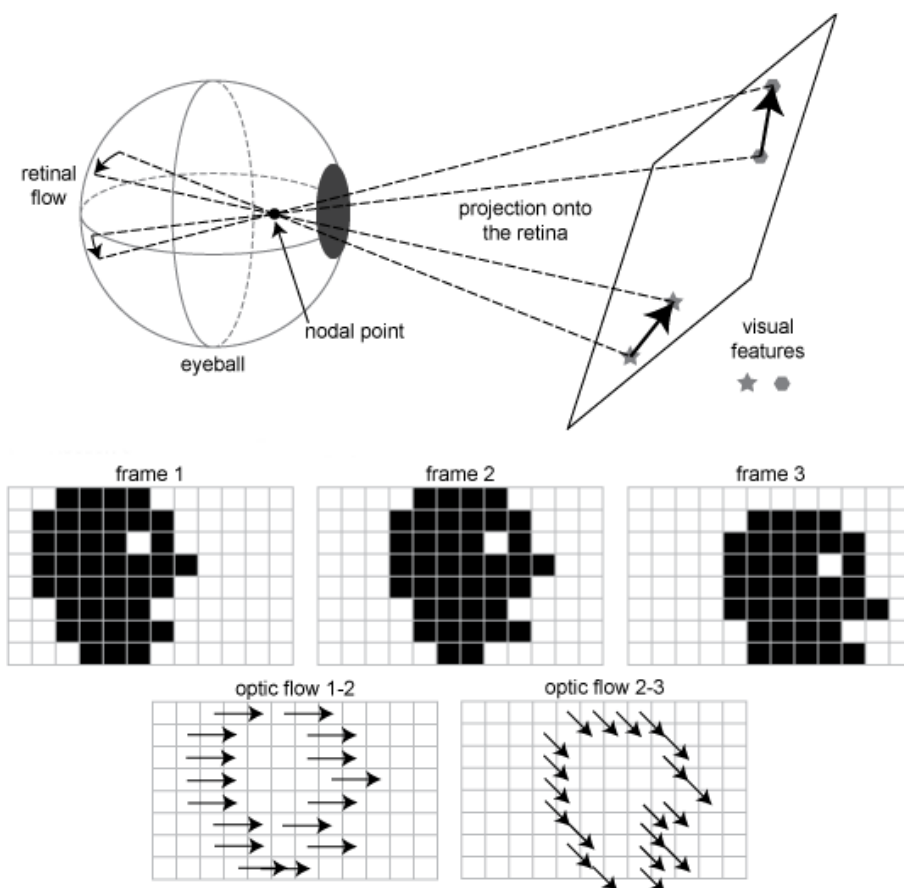 retinal
flow
projection onto
the retina
nodal point
eyeball
visual
features
frame 1
frame 2
frame 3
optic flow 1-2
optic flow 2-3